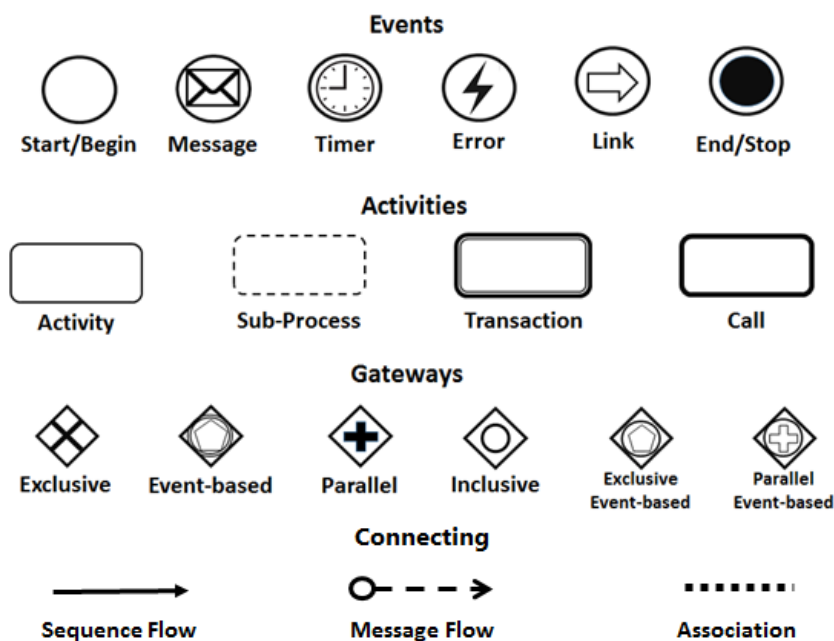 Events
Start/Begin Message Timer Error Link End/Stop
Activities
Activity Sub-Process Transaction Call
Gateways
Exclusive Event-based Parallel Inclusive Exclusive Event-based Parallel Event-based
Connecting
Sequence Flow Message Flow Association